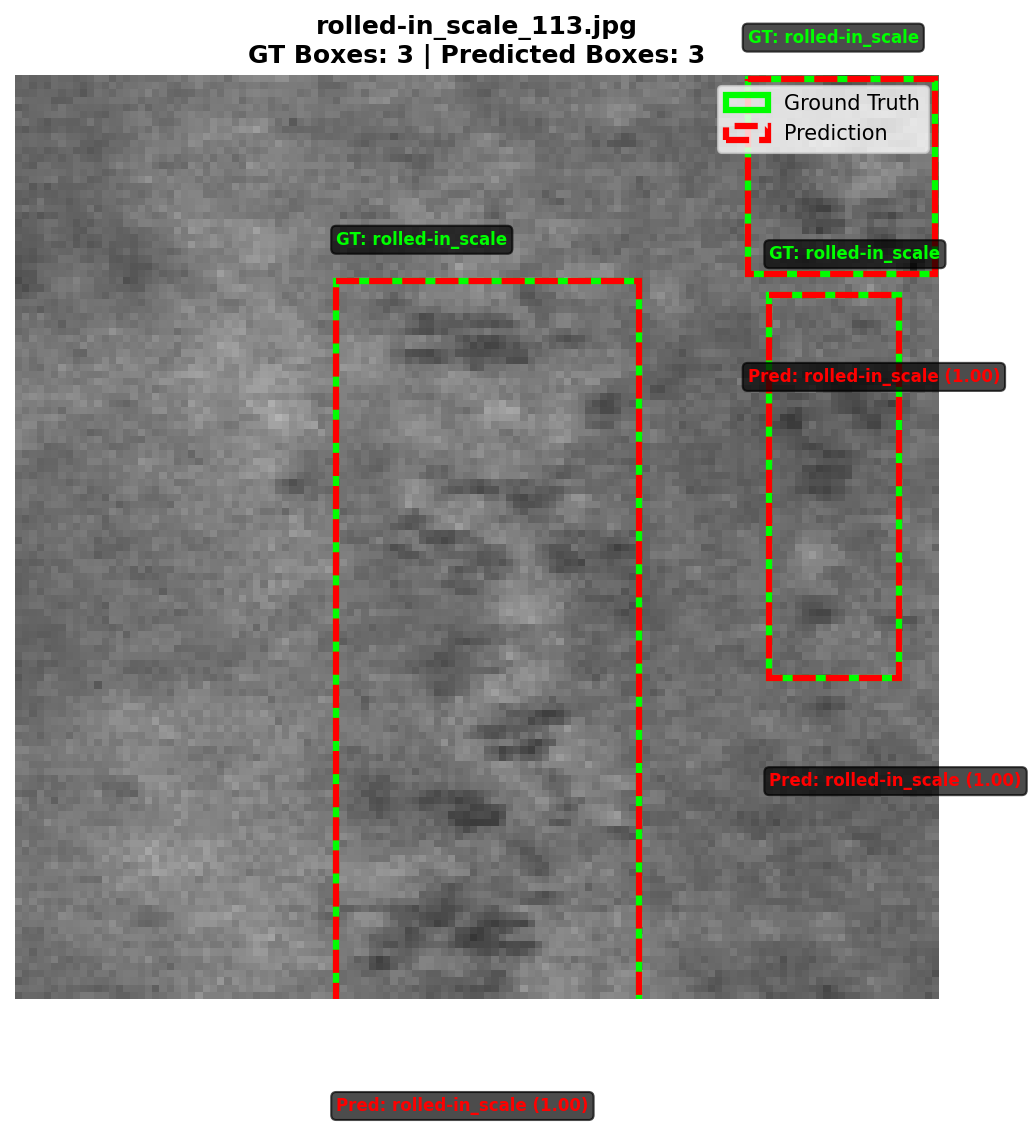 rolled-in_scale_113.jpg
GT Boxes: 3 | Predicted Boxes: 3
GT: rolled-in_scale
Ground Truth
Prediction
GT: rolled-in_scale
GT: rolled-in_scale
Pred: rolled-in_scale (1.00)
Pred: rolled-in_scale (1.00)
Pred: rolled-in_scale (1.00)